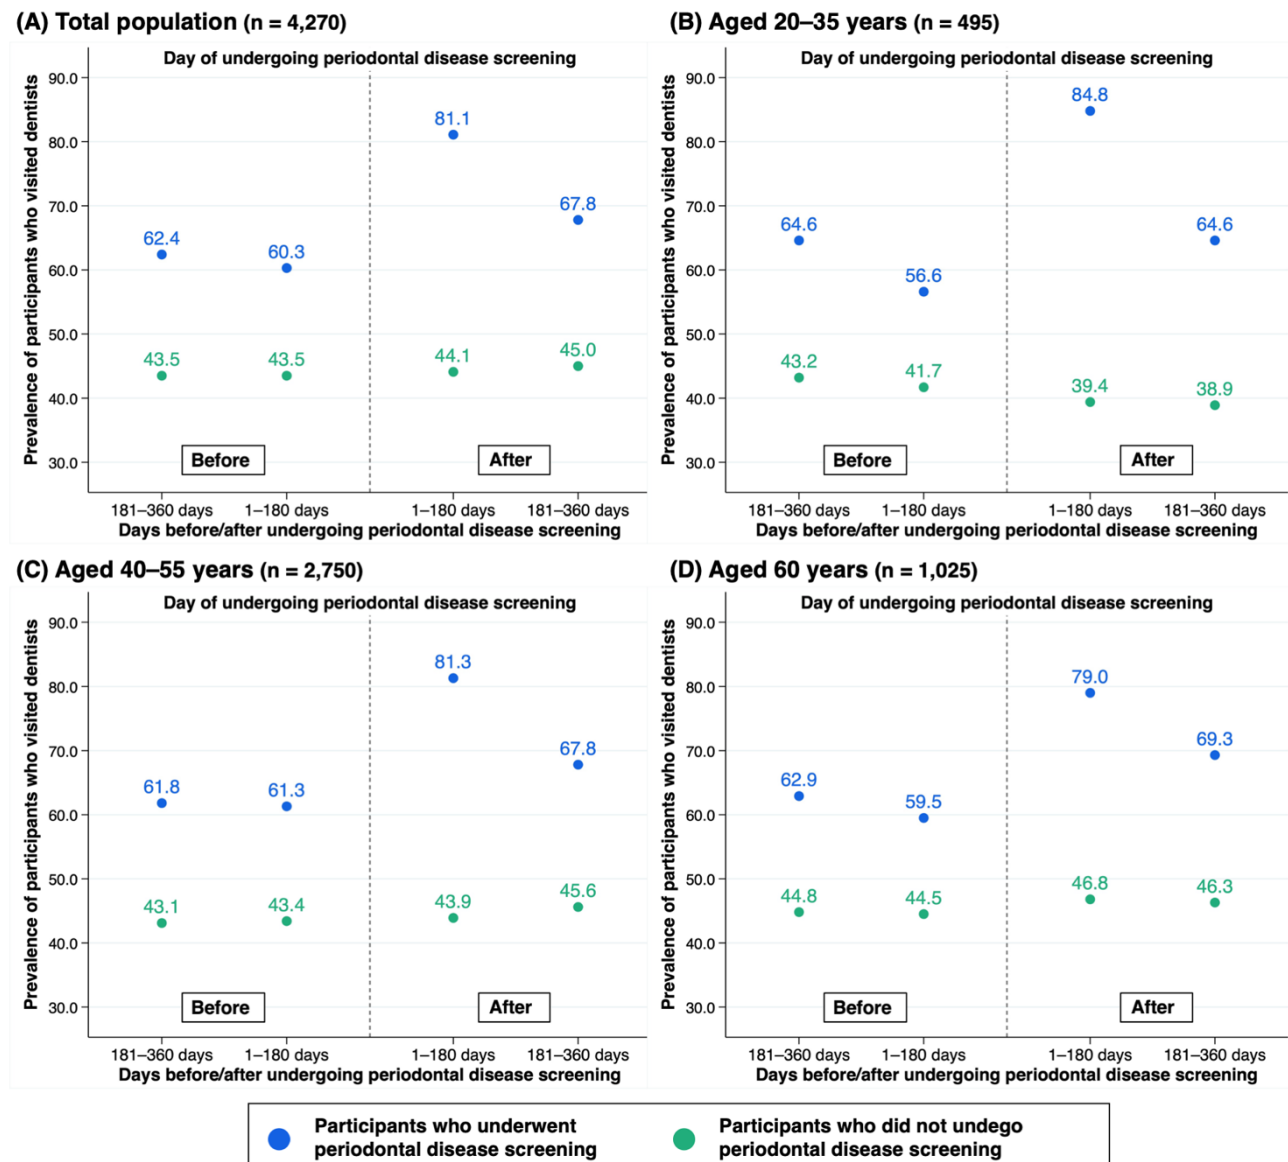 (A) Total population (n = 4,270)
Day of undergoing periodontal disease screening
Prevalence of participants who visited dentists
90.0
80.0
70.0
60.0
50.0
40.0
30.0
62.4
60.3
81.1
67.8
43.5
43.5
44.1
45.0
Before
After
181–360 days
1–180 days
1–180 days
181–360 days
Days before/after undergoing periodontal disease screening
(B) Aged 20–35 years (n = 495)
Day of undergoing periodontal disease screening
Prevalence of participants who visited dentists
90.0
80.0
70.0
60.0
50.0
40.0
30.0
64.6
56.6
84.8
64.6
43.2
41.7
39.4
38.9
Before
After
181–360 days
1–180 days
1–180 days
181–360 days
Days before/after undergoing periodontal disease screening
(C) Aged 40–55 years (n = 2,750)
Day of undergoing periodontal disease screening
Prevalence of participants who visited dentists
90.0
80.0
70.0
60.0
50.0
40.0
30.0
61.8
61.3
81.3
67.8
43.1
43.4
43.9
45.6
Before
After
181–360 days
1–180 days
1–180 days
181–360 days
Days before/after undergoing periodontal disease screening
(D) Aged 60 years (n = 1,025)
Day of undergoing periodontal disease screening
Prevalence of participants who visited dentists
90.0
80.0
70.0
60.0
50.0
40.0
30.0
62.9
59.5
79.0
69.3
44.8
44.5
46.8
46.3
Before
After
181–360 days
1–180 days
1–180 days
181–360 days
Days before/after undergoing periodontal disease screening
Participants who underwent
periodontal disease screening
Participants who did not undego
periodontal disease screening